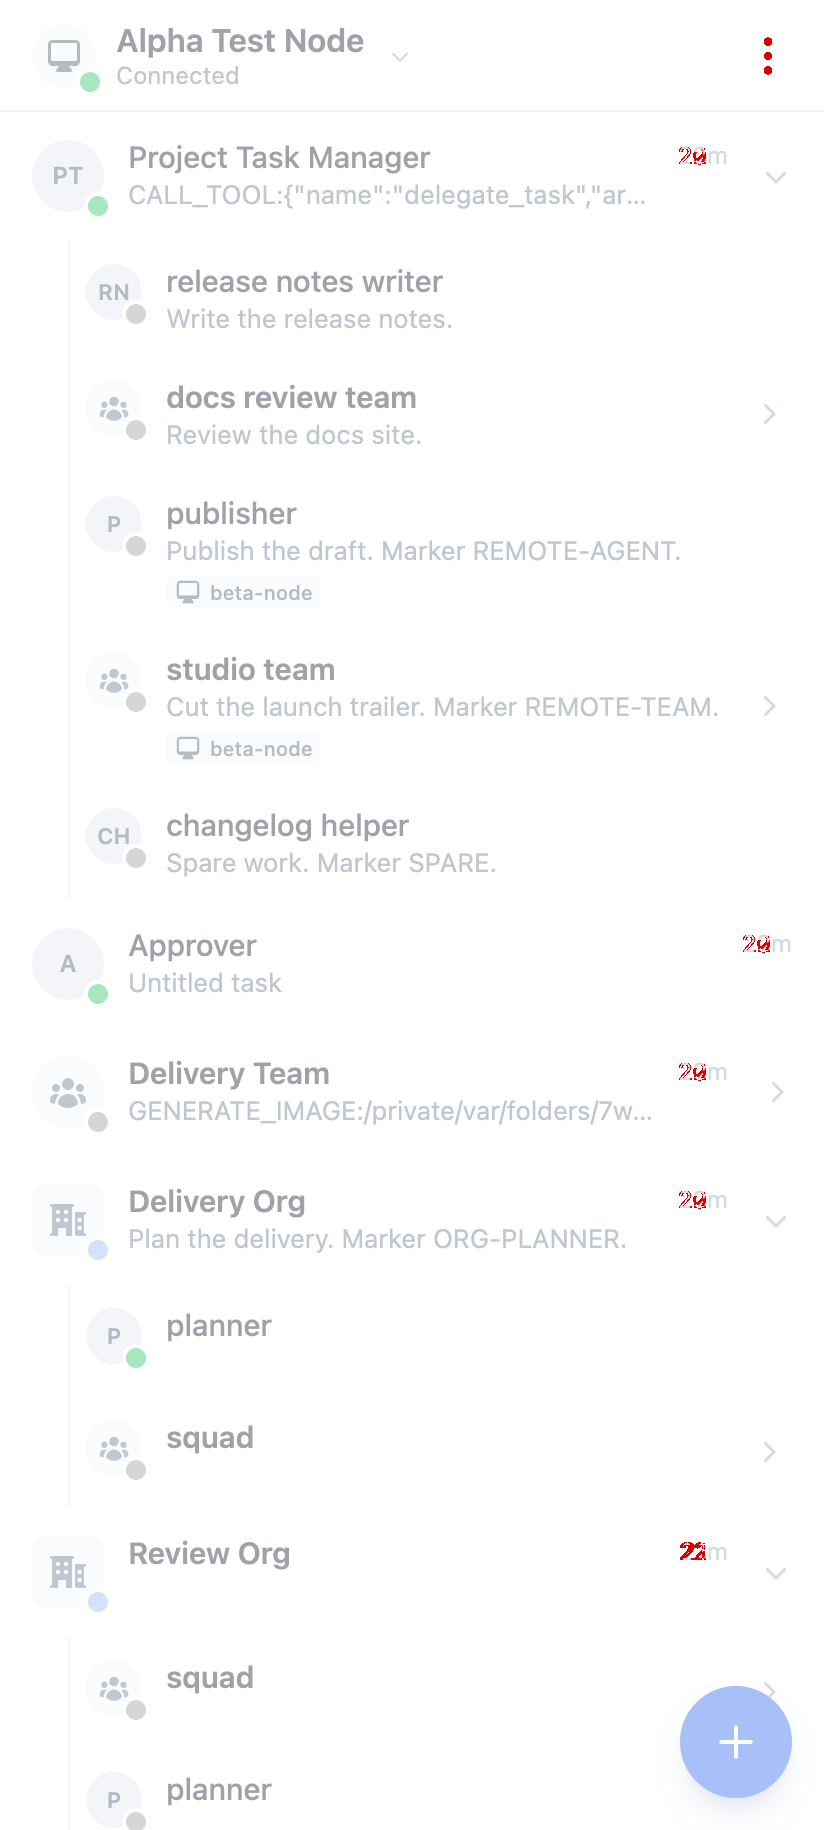 Alpha Test Node
Connected
PT
Project Task Manager
CALL_TOOL:{"name":"delegate_task","ar...
RN
release notes writer
Write the release notes.
docs review team
Review the docs site.
P
publisher
Publish the draft. Marker REMOTE-AGENT.
beta-node
studio team
Cut the launch trailer. Marker REMOTE-TEAM.
beta-node
CH
changelog helper
Spare work. Marker SPARE.
A
Approver
Untitled task
Delivery Team
GENERATE_IMAGE:/private/var/folders/7w...
Delivery Org
Plan the delivery. Marker ORG-PLANNER.
P
planner
squad
Review Org
squad
P
planner